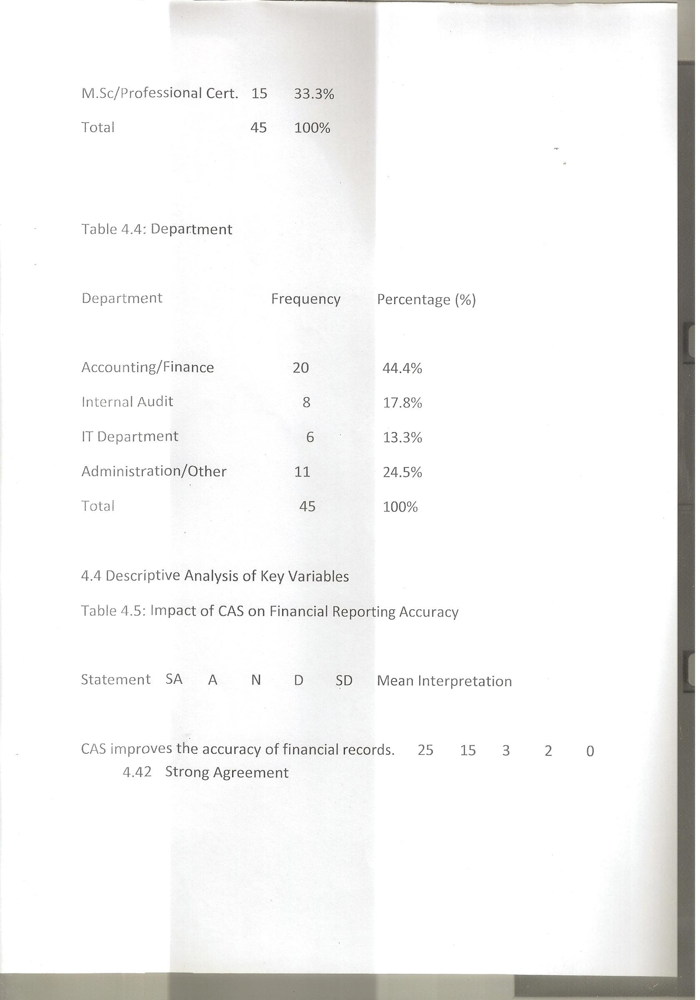 M.Sc/Professional Cert. 15 33.3%
Total 45 100%
Table 4.4: Department
Department Frequency Percentage (%)
Accounting/Finance 20 44.4%
Internal Audit 8 17.8%
IT Department 6 13.3%
Administration/Other 11 24.5%
Total 45 100%
4.4 Descriptive Analysis of Key Variables
Table 4.5: Impact of CAS on Financial Reporting Accuracy
Statement SA A N D SD Mean Interpretation
CAS improves the accuracy of financial records. 25 15 3 2 0
4.42 Strong Agreement